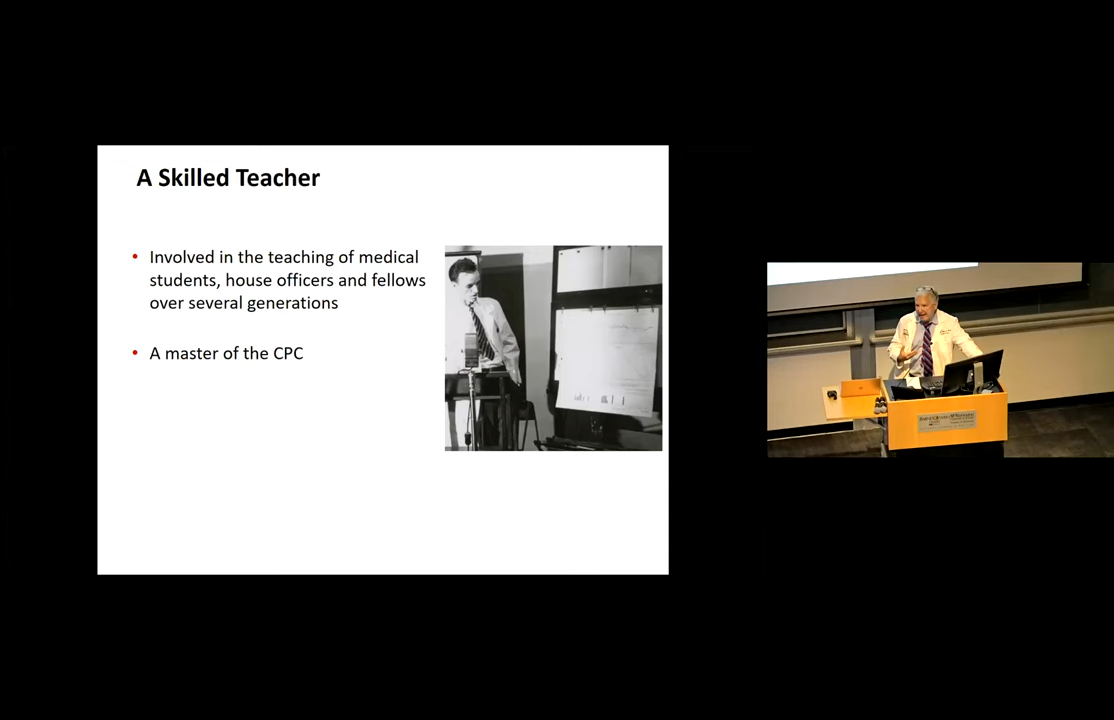 A Skilled Teacher
• Involved in the teaching of medical
students, house officers and fellows
over several generations
• A master of the CPC